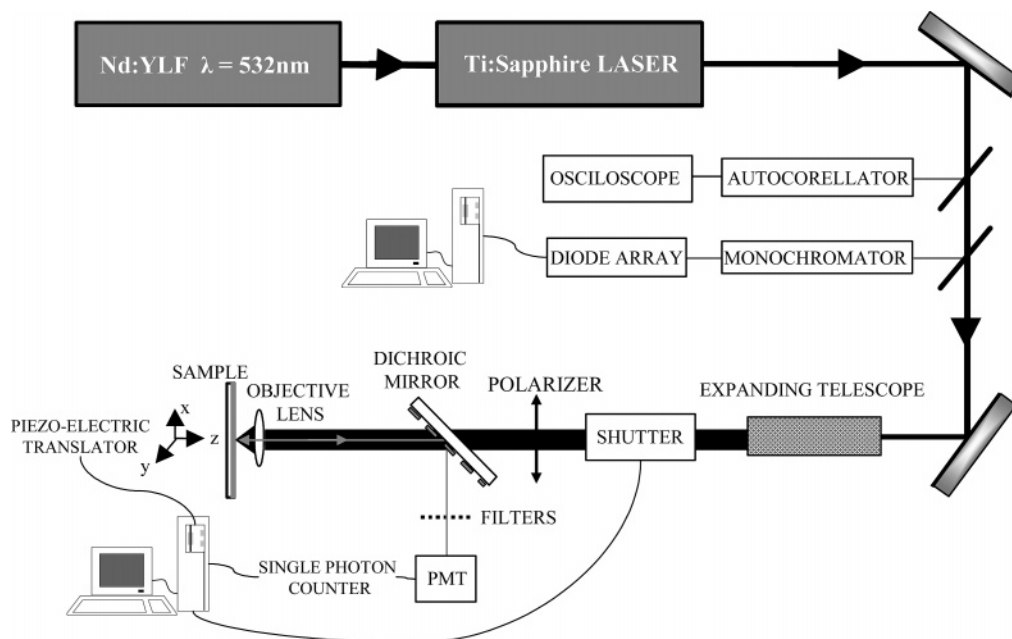 Nd:YLF λ = 532nm
Ti:Sapphire LASER
OSCILOSCOPE
AUTOCORELLATOR
DIODE ARRAY
MONOCHROMATOR
DICHROIC
MIRROR
SAMPLE
OBJECTIVE
LENS
POLARIZER
EXPANDING TELESCOPE
PIEZO-ELECTRIC
TRANSLATOR
x
z
y
SHUTTER
FILTERS
SINGLE PHOTON
COUNTER
PMT